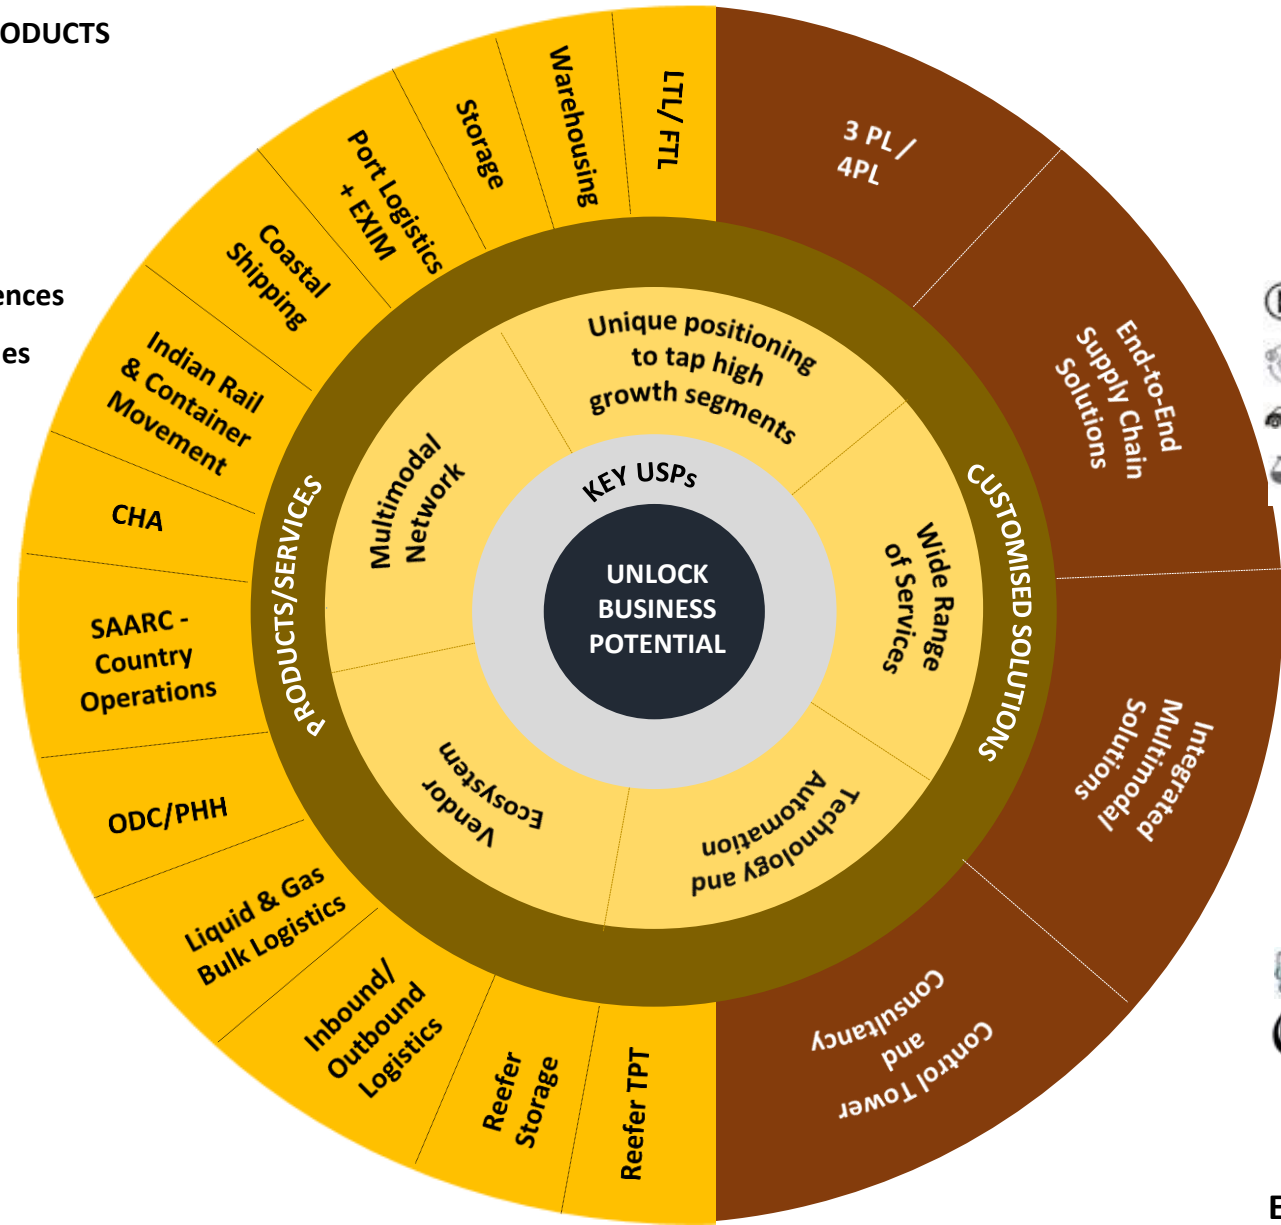 ODUCTS
ences
es
LTL/ FTL
Warehousing
Storage
Port Logistics
+ EXIM
Coastal
Shipping
Indian Rail
& Container
Movement
CHA
SAARC -
Country
Operations
ODC/PHH
Liquid & Gas
Bulk Logistics
Inbound/
Outbound
Logistics
Reefer
Storage
Reefer TPT
3 PL /
4PL
End-to-End
Supply Chain
Solutions
Integrated
Multimodal
Solutions
Control Tower
and
Consultancy
PRODUCTS/SERVICES
CUSTOMISED SOLUTIONS
Unique positioning
to tap high
growth segments
Wide Range
of Services
Technology and
Automation
Vendor
Ecosystem
Multimodal
Network
KEY USPs
UNLOCK
BUSINESS
POTENTIAL
E